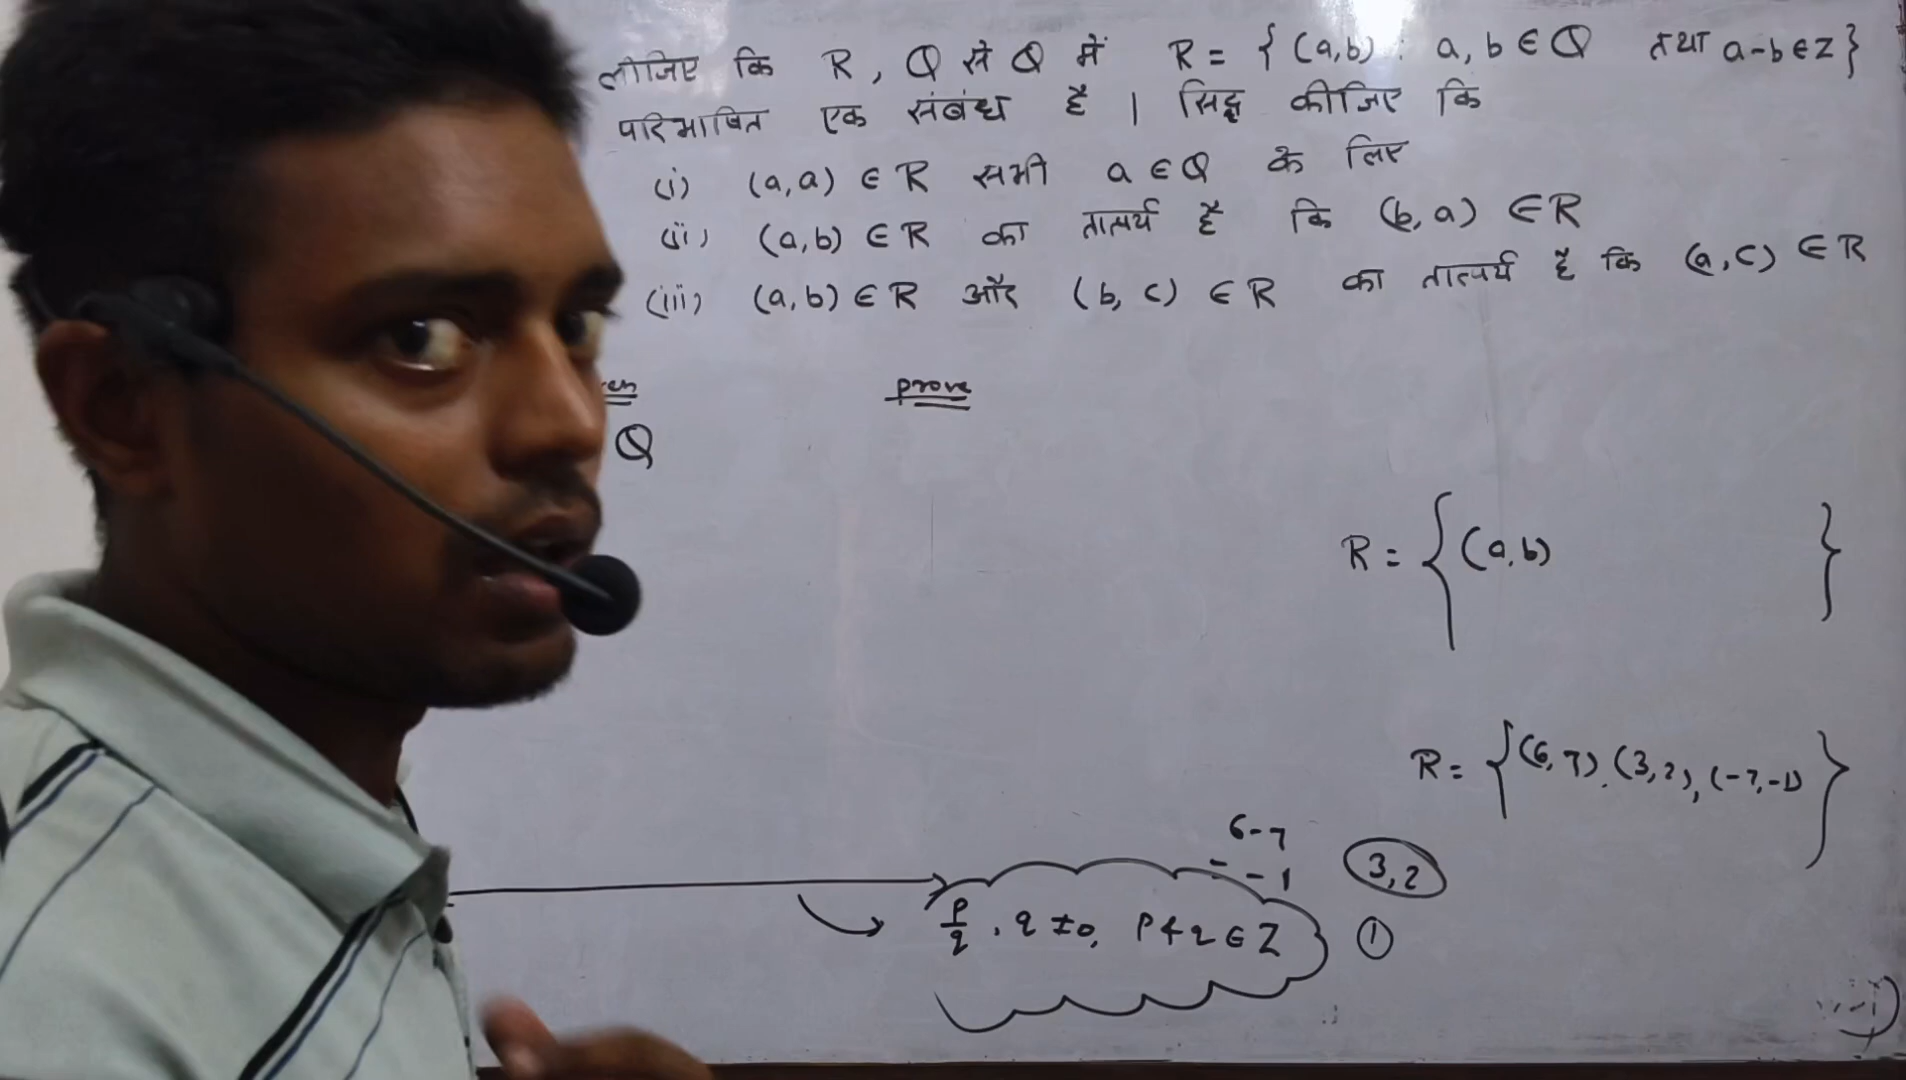 लीजिए कि R, Q से Q में R = { (a,b) : a, b ∈ Q तथा a-b ∈ Z }
परिभाषित एक संबंध है । सिद्ध कीजिए कि
(i) (a,a) ∈ R सभी a ∈ Q के लिए
(ii) (a,b) ∈ R का तात्पर्य है कि (b,a) ∈ R
(iii) (a,b) ∈ R और (b, c) ∈ R का तात्पर्य है कि (a,c) ∈ R
prove
Q
R = { (a,b) }
R = { (6,7), (3,2), (-7,-1) }
6-7
= -1
3,2
p/q , q ≠ 0, p & q ∈ Z
1